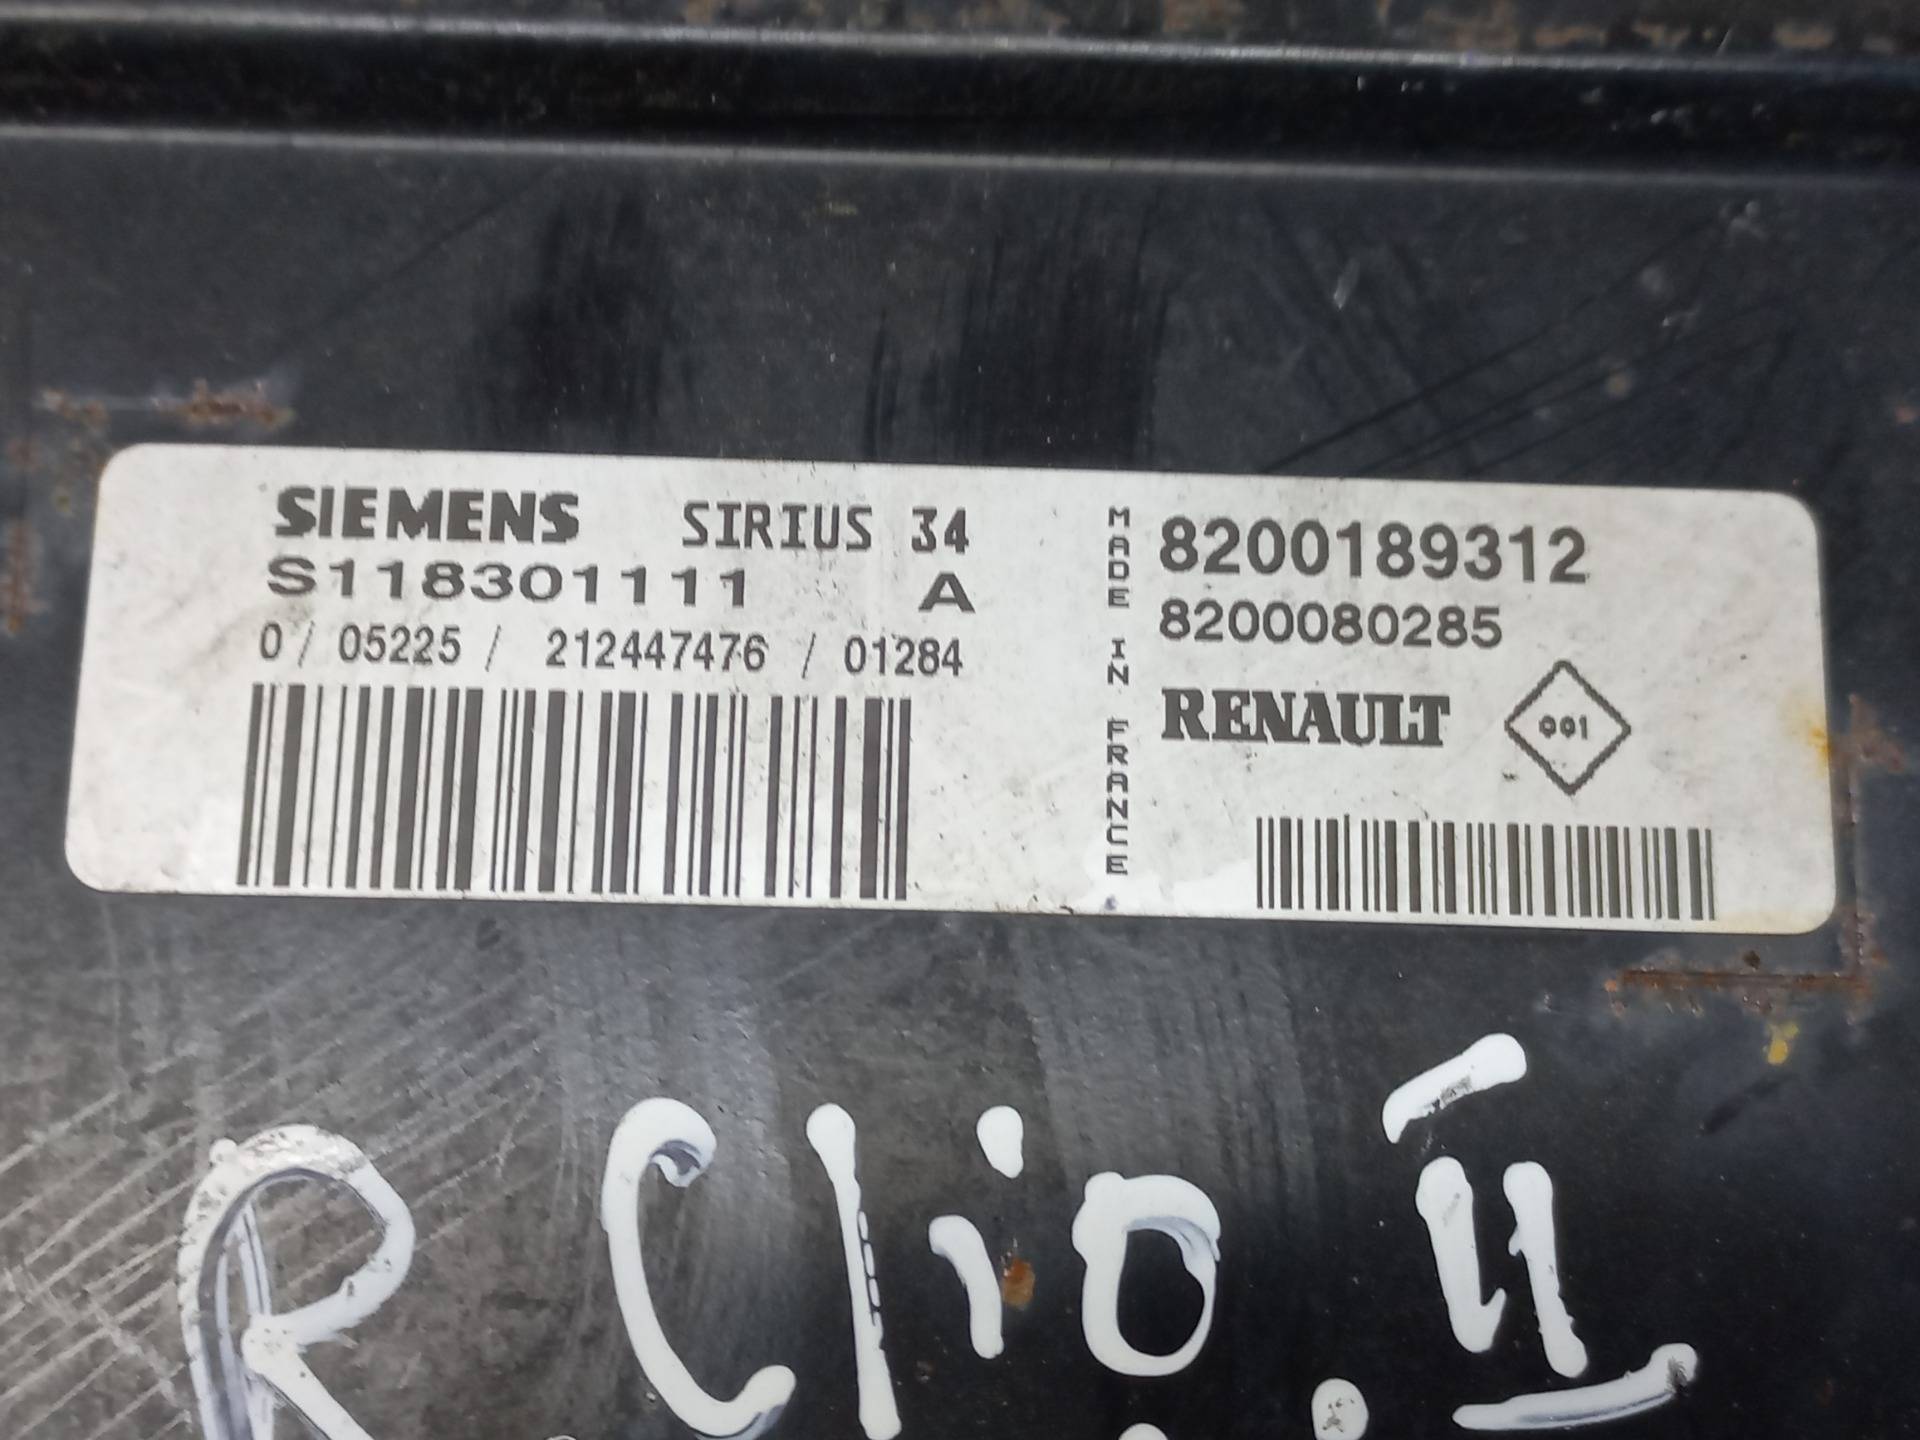 SIEMENS SIRIUS 34
S118301111 A
0 / 05225 / 212447476 / 01284
MADE IN FRANCE
8200189312
8200080285
RENAULT 001
R. Clio II